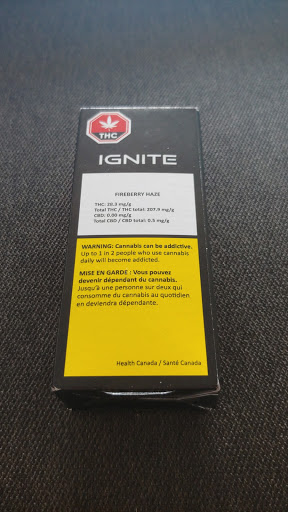 THC
IGNITE
FIREBERRY HAZE
THC: 20.3 mg/g
Total THC / THC total: 207.9 mg/g
CBD: 0.00 mg/g
Total CBD / CBD total: 0.5 mg/g
WARNING: Cannabis can be addictive.
Up to 1 in 2 people who use cannabis
daily will become addicted.
MISE EN GARDE : Vous pouvez
devenir dépendant du cannabis.
Jusqu'à une personne sur deux qui
consomme du cannabis au quotidien
en deviendra dépendante.
Health Canada / Santé Canada